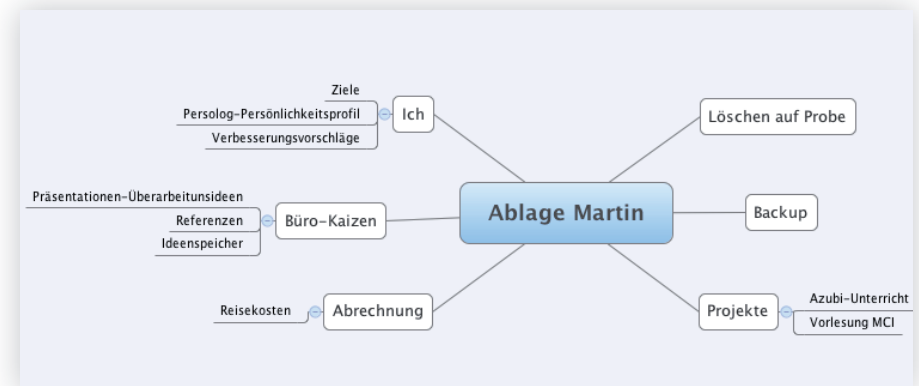 Ziele
Persolog-Persönlichkeitsprofil
Verbesserungsvorschläge
Ich
Präsentationen-Überarbeitunsideen
Referenzen
Ideenspeicher
Büro-Kaizen
Reisekosten
Abrechnung
Ablage Martin
Löschen auf Probe
Backup
Projekte
Azubi-Unterricht
Vorlesung MCI